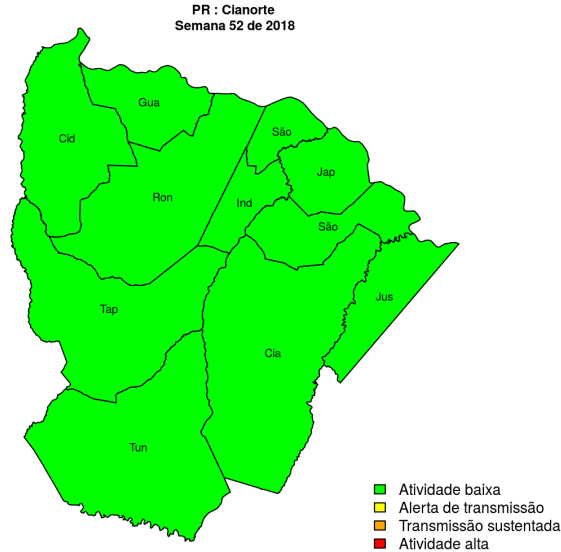 PR : Cianorte
Semana 52 de 2018
Gua
São
Cid
Jap
Ron
Ind
São
Jus
Tap
Cia
Tun
Atividade baixa
Alerta de transmissão
Transmissão sustentada
Atividade alta